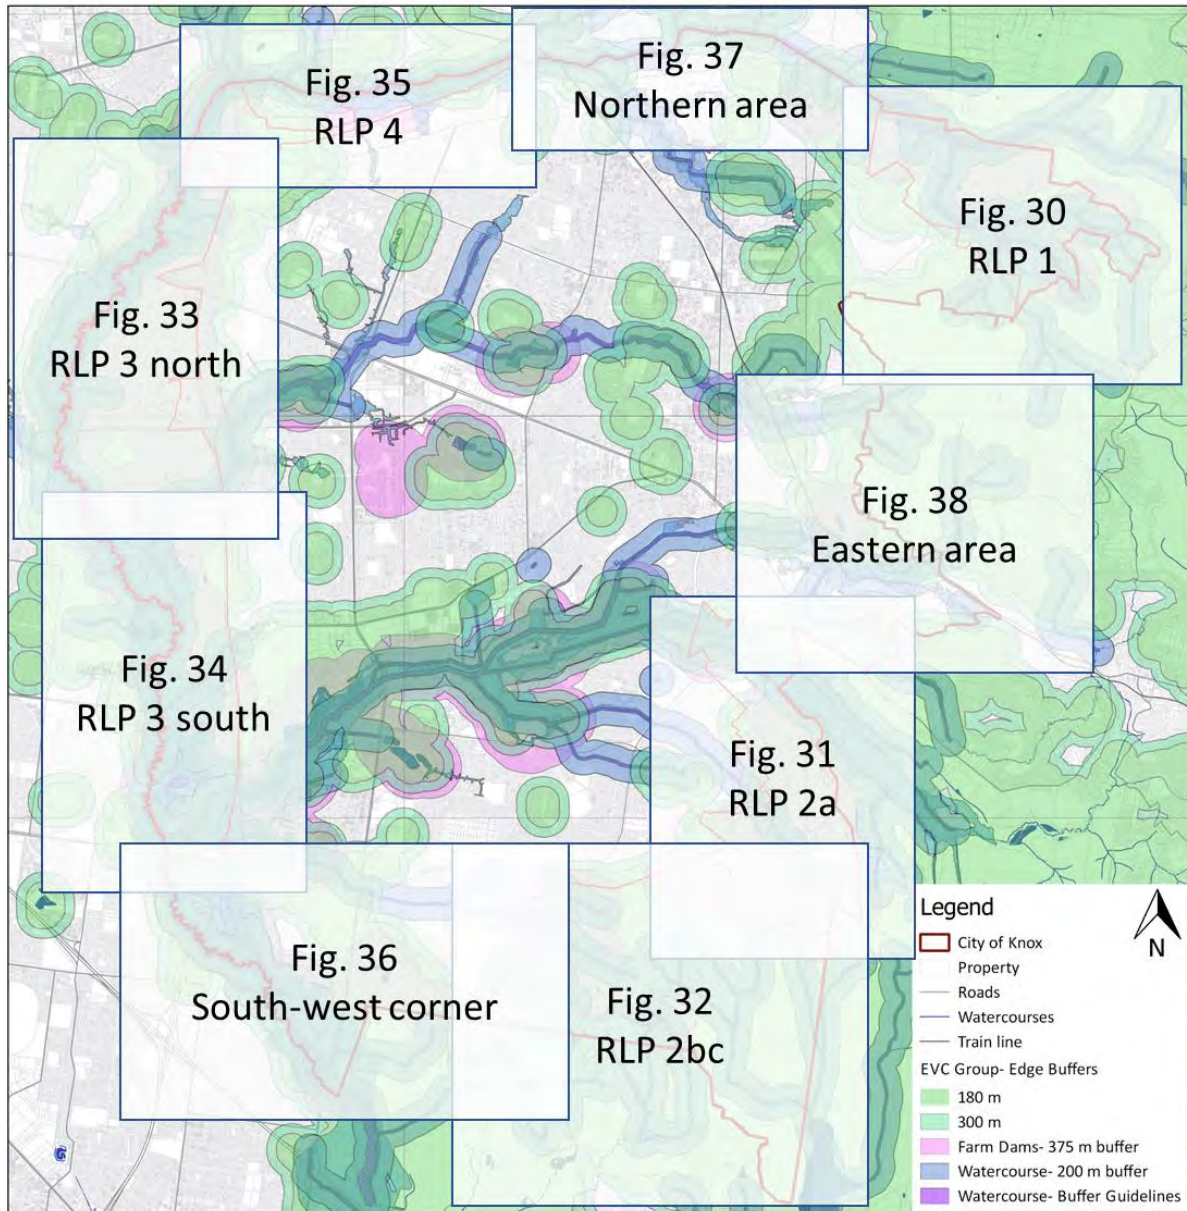 Fig. 35
RLP 4
Fig. 37
Northern area
Fig. 30
RLP 1
Fig. 33
RLP 3 north
Fig. 38
Eastern area
Fig. 34
RLP 3 south
Fig. 31
RLP 2a
Fig. 36
South-west corner
Fig. 32
RLP 2bc
Legend
N
City of Knox
Property
Roads
Watercourses
Train line
EVC Group- Edge Buffers
180 m
300 m
Farm Dams- 375 m buffer
Watercourse- 200 m buffer
Watercourse- Buffer Guidelines